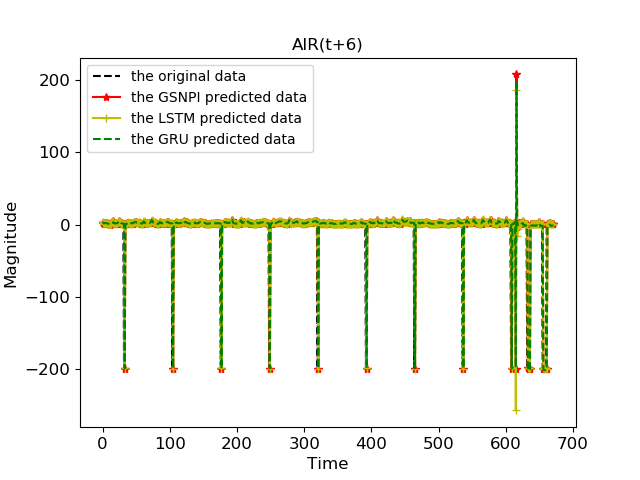 AIR(t+6)
the original data
the GSNPI predicted data
the LSTM predicted data
the GRU predicted data
200
100
0
−100
−200
Magnitude
0 100 200 300 400 500 600 700
Time